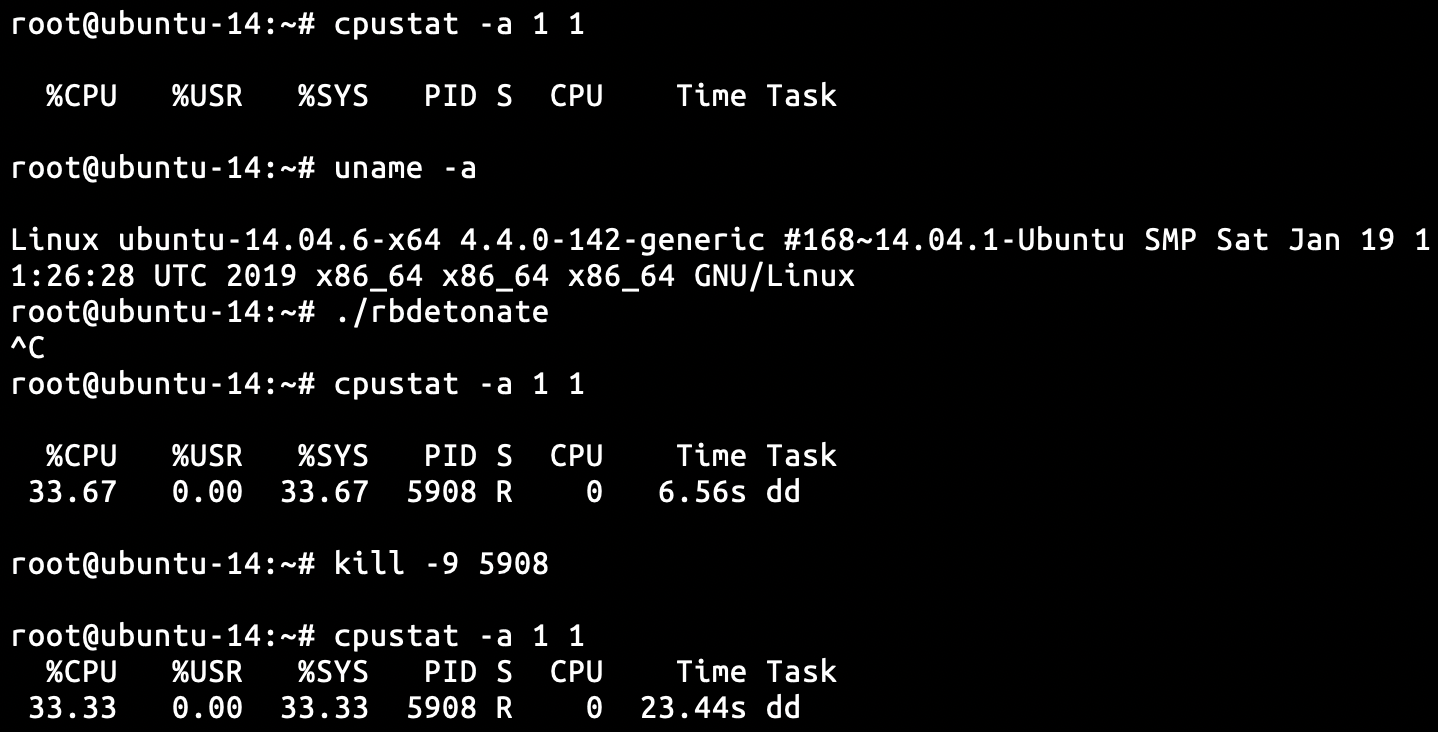 root@ubuntu-14:~# cpustat -a 1 1
%CPU %USR %SYS PID S CPU Time Task
root@ubuntu-14:~# uname -a
Linux ubuntu-14.04.6-x64 4.4.0-142-generic #168~14.04.1-Ubuntu SMP Sat Jan 19 1
1:26:28 UTC 2019 x86_64 x86_64 x86_64 GNU/Linux
root@ubuntu-14:~# ./rbdetonate
^C
root@ubuntu-14:~# cpustat -a 1 1
%CPU %USR %SYS PID S CPU Time Task
33.67 0.00 33.67 5908 R 0 6.56s dd
root@ubuntu-14:~# kill -9 5908
root@ubuntu-14:~# cpustat -a 1 1
%CPU %USR %SYS PID S CPU Time Task
33.33 0.00 33.33 5908 R 0 23.44s dd